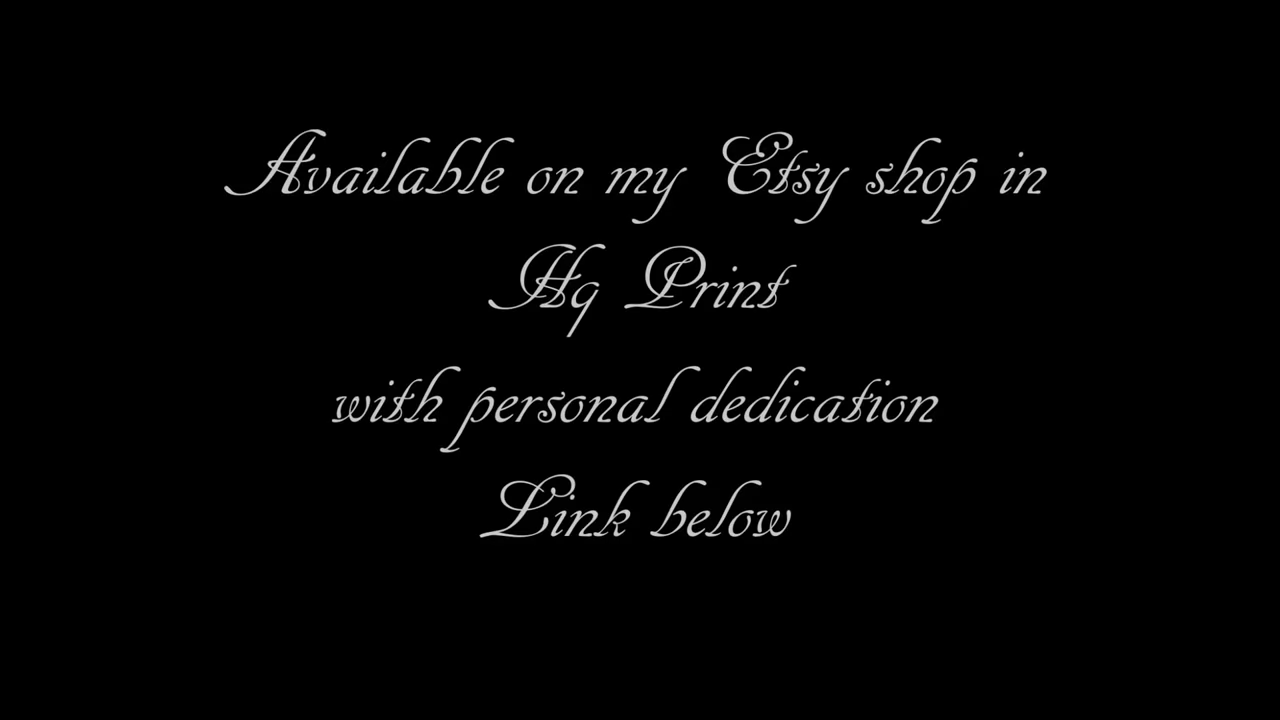 Available on my Etsy shop in
Hq Print
with personal dedication
Link below